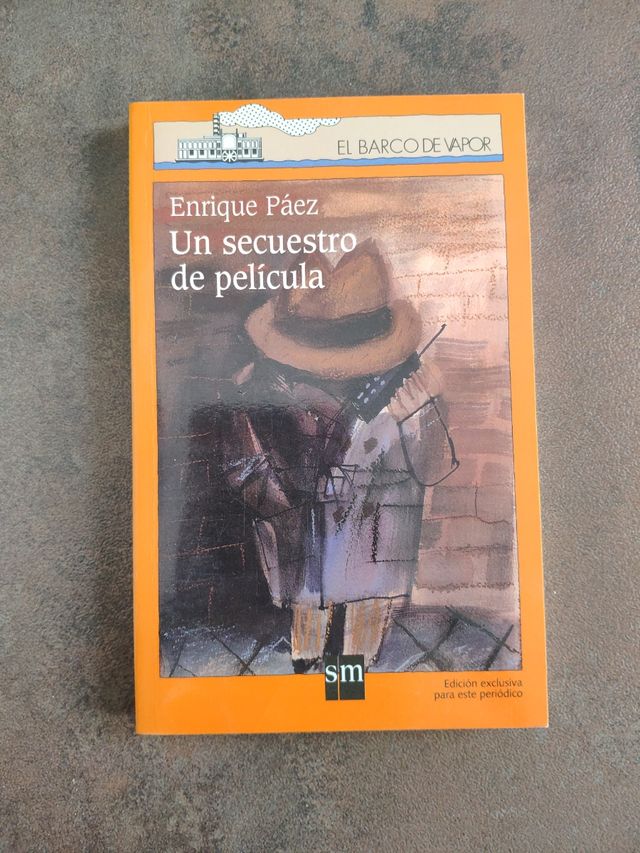 EL BARCO DE VAPOR
Enrique Páez
Un secuestro
de película
sm
Edición exclusiva
para este periódico